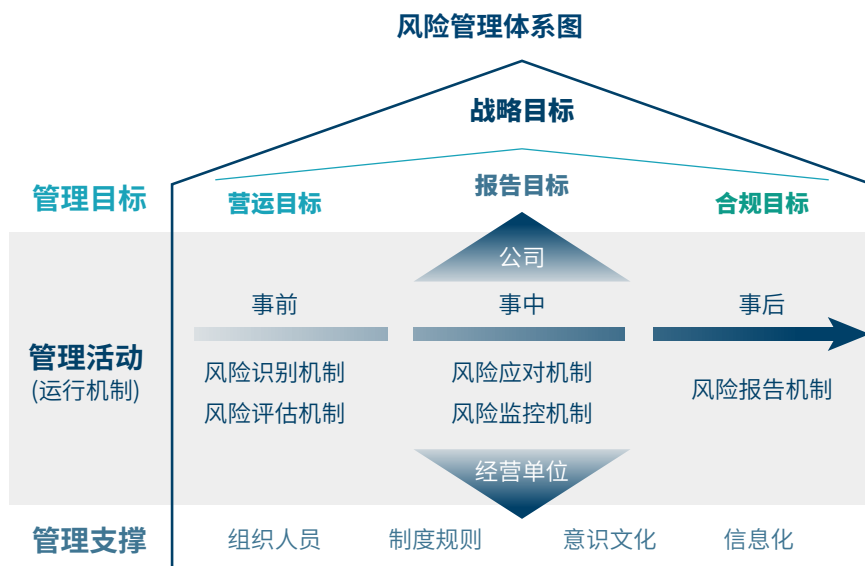 风险管理体系图
战略目标
管理目标
营运目标
报告目标
合规目标
公司
事前
事中
事后
管理活动
(运行机制)
风险识别机制
风险评估机制
风险应对机制
风险监控机制
风险报告机制
经营单位
管理支撑
组织人员
制度规则
意识文化
信息化